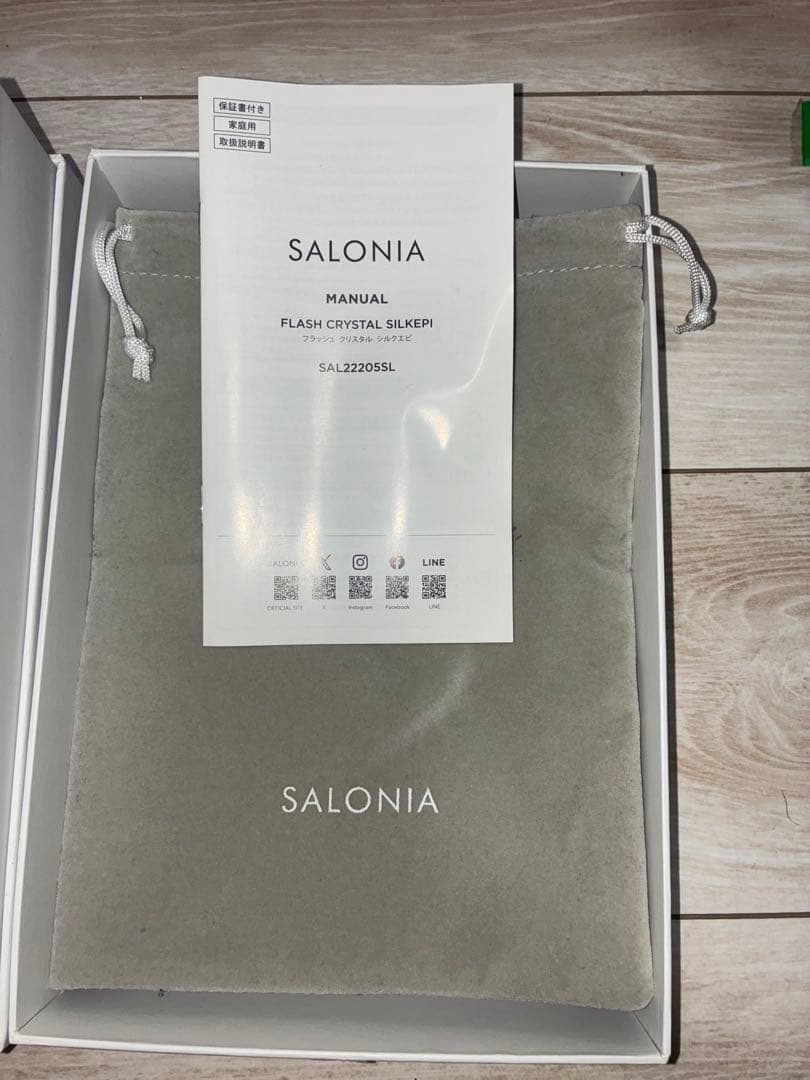 保証書付き
家庭用
取扱説明書
SALONIA
MANUAL
FLASH CRYSTAL SILKEPI
フラッシュ クリスタル シルクエピ
SAL22205SL
SALONI
LINE
OFFICIAL SITE
X
Instagram
Facebook
LINE
SALONIA